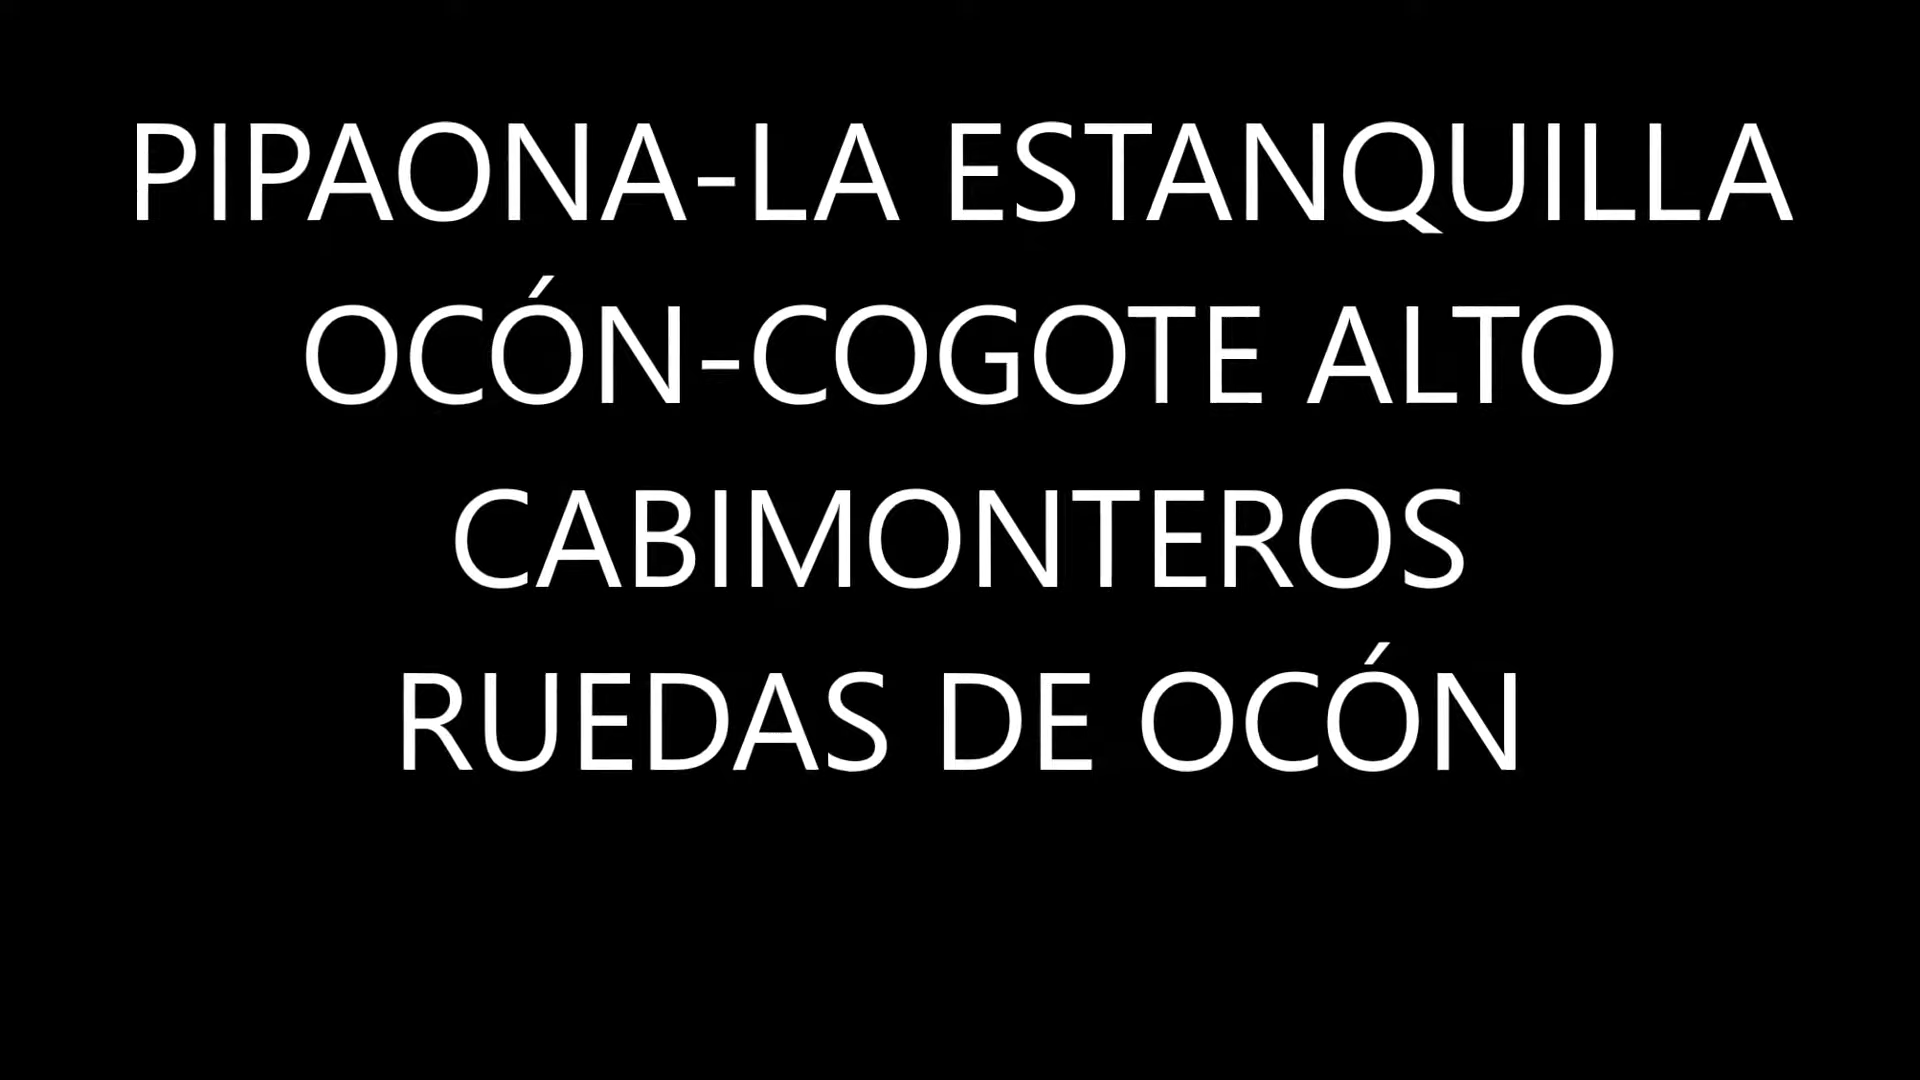 PIPAONA-LA ESTANQUILLA
OCÓN-COGOTE ALTO
CABIMONTEROS
RUEDAS DE OCÓN